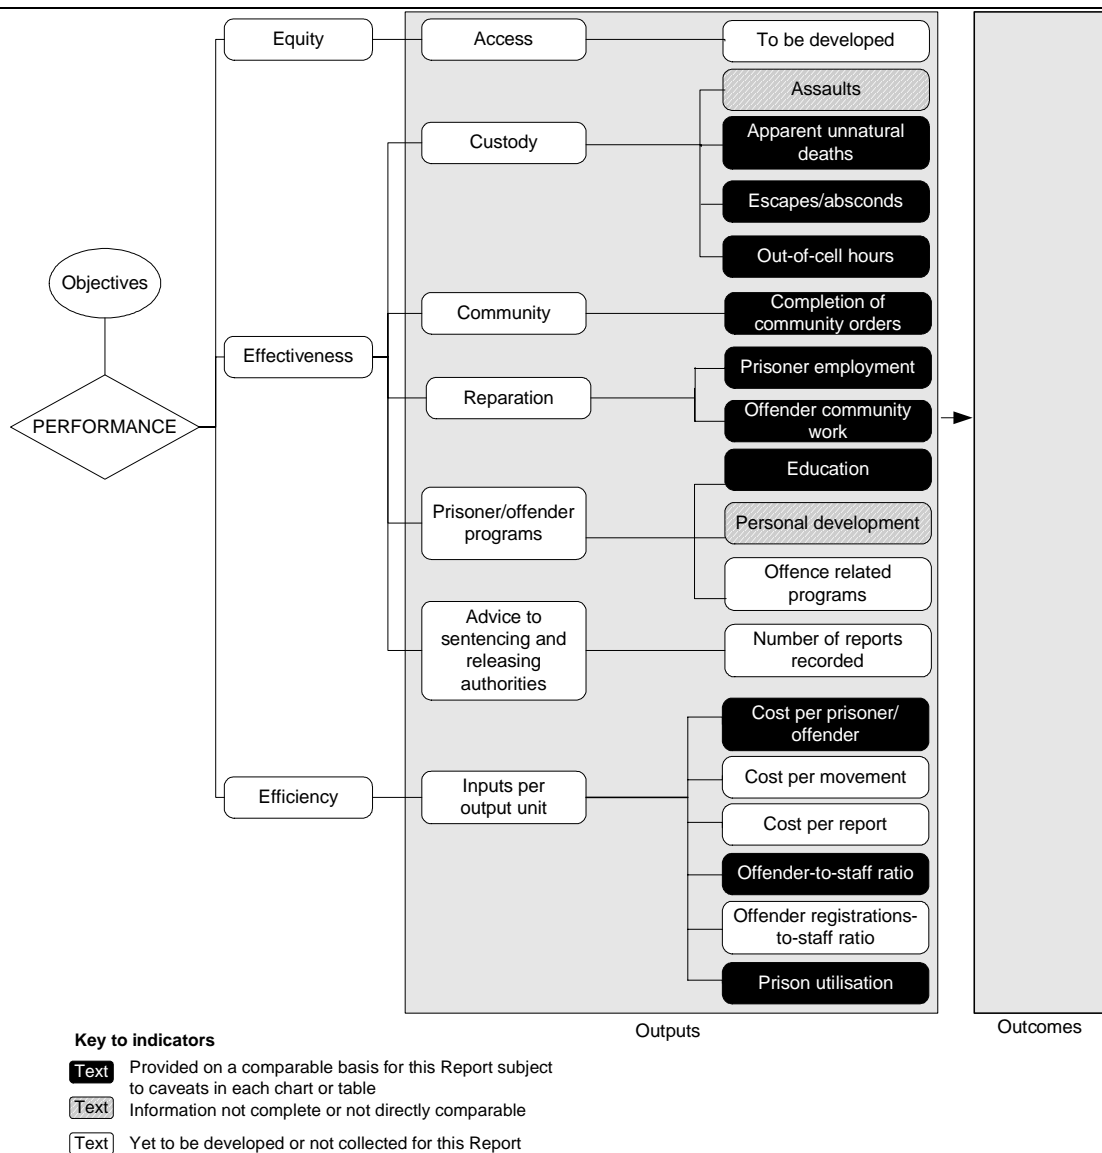 Equity
Access
To be developed
Assaults
Custody
Apparent unnatural
deaths
Escapes/absconds
Out-of-cell hours
Objectives
Community
Completion of
community orders
Effectiveness
Prisoner employment
Reparation
Offender community
work
PERFORMANCE
Education
Prisoner/offender
programs
Personal development
Offence related
programs
Advice to
sentencing and
releasing
authorities
Number of reports
recorded
Cost per prisoner/
offender
Efficiency
Inputs per
output unit
Cost per movement
Cost per report
Offender-to-staff ratio
Offender registrations-
to-staff ratio
Prison utilisation
Outputs
Outcomes
Key to indicators
Text Provided on a comparable basis for this Report subject
to caveats in each chart or table
Text Information not complete or not directly comparable
Text Yet to be developed or not collected for this Report